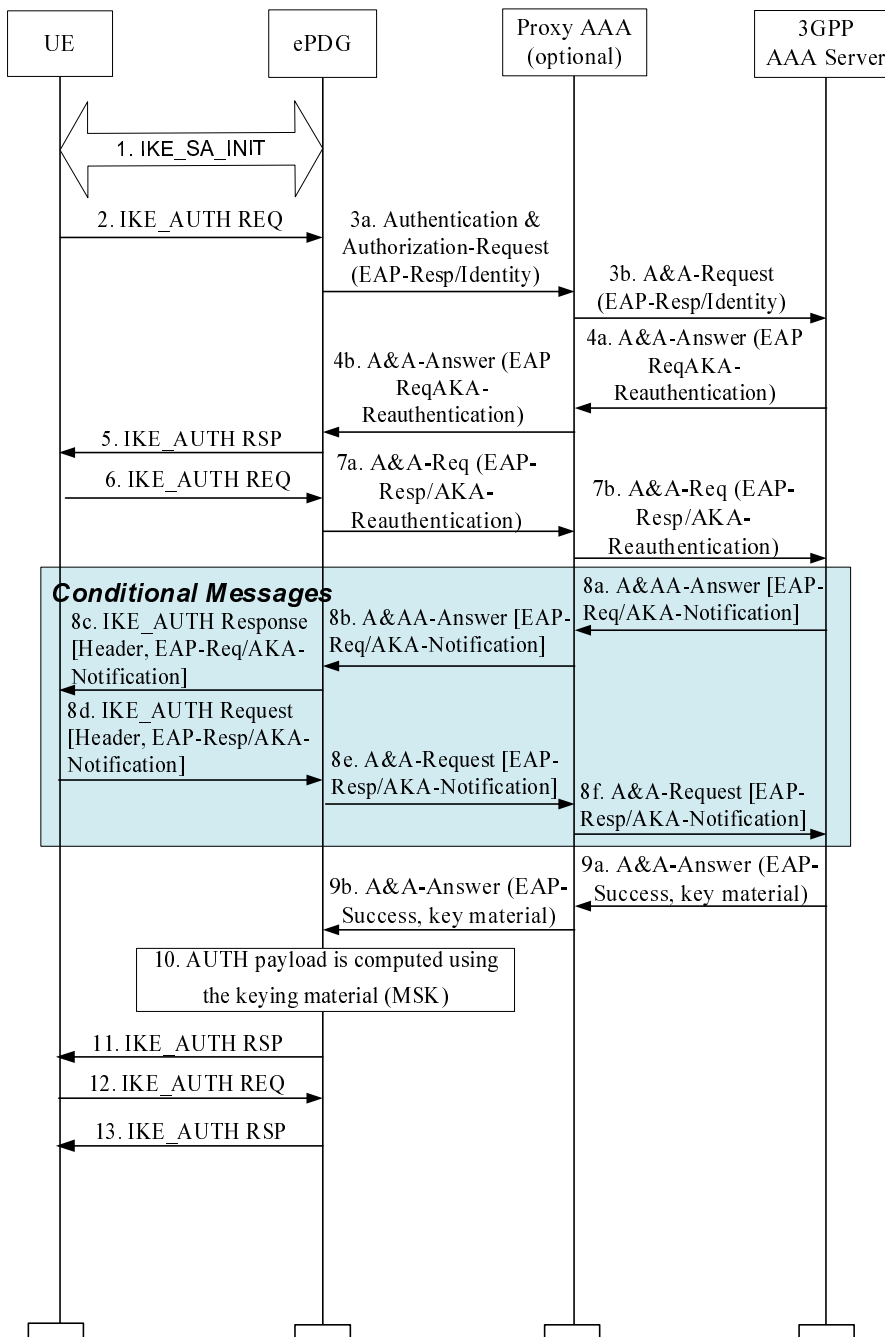 UE
ePDG
Proxy AAA
(optional)
3GPP
AAA Server
1. IKE_SA_INIT
2. IKE_AUTH REQ
3a. Authentication &
Authorization-Request
(EAP-Resp/Identity)
3b. A&A-Request
(EAP-Resp/Identity)
4a. A&A-Answer (EAP
ReqAKA-
Reauthentication)
4b. A&A-Answer (EAP
ReqAKA-
Reauthentication)
5. IKE_AUTH RSP
6. IKE_AUTH REQ
7a. A&A-Req (EAP-
Resp/AKA-
Reauthentication)
7b. A&A-Req (EAP-
Resp/AKA-
Reauthentication)
Conditional Messages
8a. A&AA-Answer [EAP-
Req/AKA-Notification]
8b. A&AA-Answer [EAP-
Req/AKA-Notification]
8c. IKE_AUTH Response
[Header, EAP-Req/AKA-
Notification]
8d. IKE_AUTH Request
[Header, EAP-Resp/AKA-
Notification]
8e. A&A-Request [EAP-
Resp/AKA-Notification]
8f. A&A-Request [EAP-
Resp/AKA-Notification]
9a. A&A-Answer (EAP-
Success, key material)
9b. A&A-Answer (EAP-
Success, key material)
10. AUTH payload is computed using
the keying material (MSK)
11. IKE_AUTH RSP
12. IKE_AUTH REQ
13. IKE_AUTH RSP